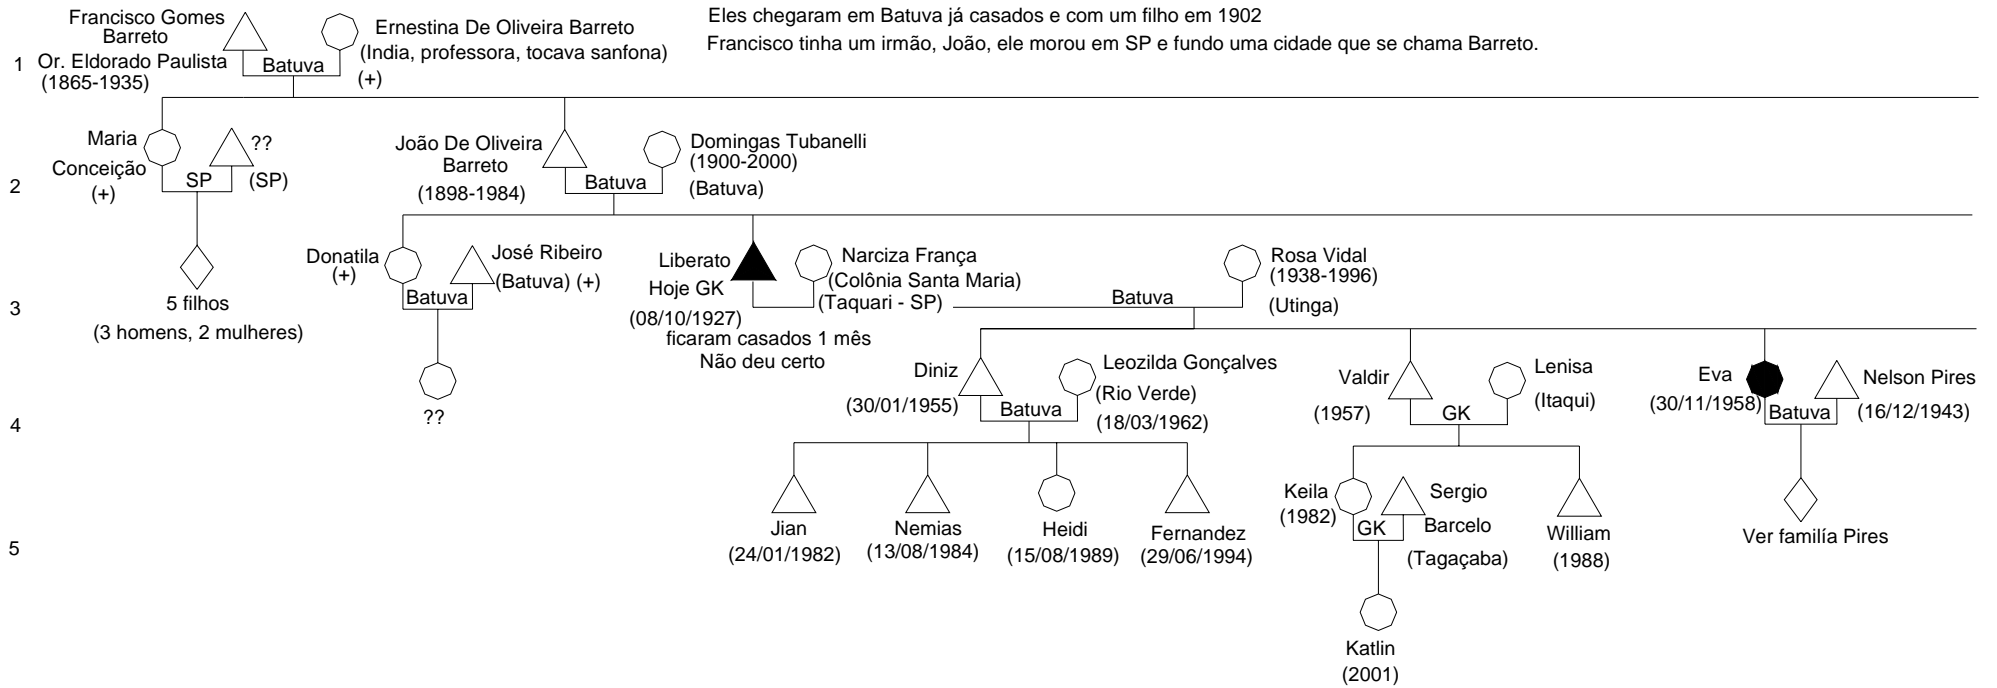 Francisco Gomes
Barreto
Or. Eldorado Paulista
(1865-1935)
Batuva
Ernestina De Oliveira Barreto
(India, professora, tocava sanfona)
(+)
Eles chegaram em Batuva já casados e com um filho em 1902
Francisco tinha um irmão, João, ele morou em SP e fundo uma cidade que se chama Barreto.
1
Maria
Conceição
(+)
SP
??
(SP)
João De Oliveira
Barreto
(1898-1984)
Batuva
Domingas Tubanelli
(1900-2000)
(Batuva)
2
5 filhos
(3 homens, 2 mulheres)
Donatila
(+)
Batuva
José Ribeiro
(Batuva) (+)
Liberato
Hoje GK
(08/10/1927)
ficaram casados 1 mês
Não deu certo
Narciza França
(Colônia Santa Maria)
(Taquari - SP)
Batuva
Rosa Vidal
(1938-1996)
(Utinga)
3
??
Diniz
(30/01/1955)
Batuva
Leozilda Gonçalves
(Rio Verde)
(18/03/1962)
Valdir
(1957)
GK
Lenisa
(Itaqui)
Eva
(30/11/1958)
Batuva
Nelson Pires
(16/12/1943)
4
Jian
(24/01/1982)
Nemias
(13/08/1984)
Heidi
(15/08/1989)
Fernandez
(29/06/1994)
Keila
(1982)
GK
Sergio
Barcelo
(Tagaçaba)
William
(1988)
Ver familía Pires
5
Katlin
(2001)